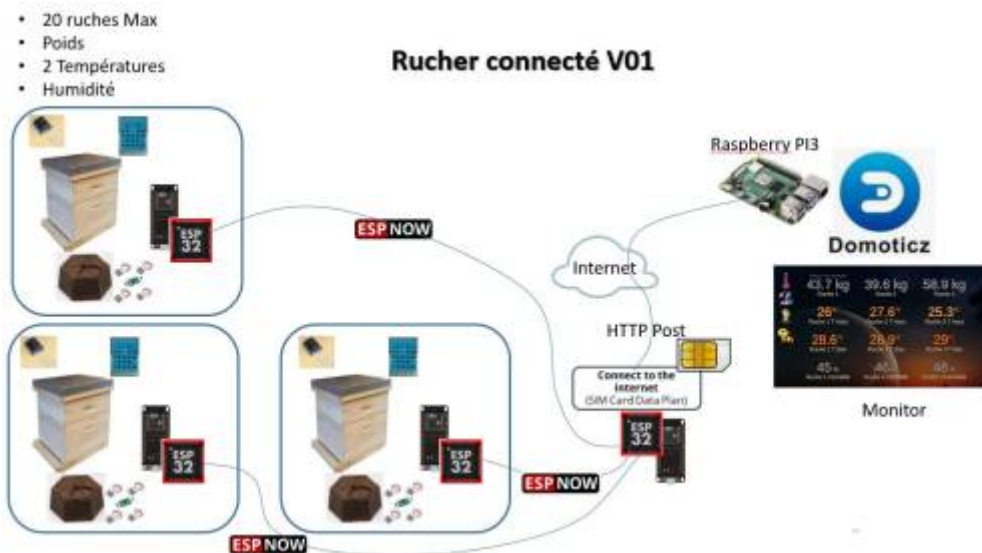 • 20 ruches Max
• Poids
• 2 Températures
• Humidité
Rucher connecté V01
Raspberry PI3
Domoticz
ESP 32
ESP NOW
Internet
HTTP Post
Connect to the internet
(SIM Card Data Plan)
ESP 32
43.7 kg 39.6 kg 58.9 kg
26° 27.6° 25.3°
28.6° 28.9° 29°
45 46 46
Monitor
ESP 32
ESP 32
ESP NOW
ESP NOW